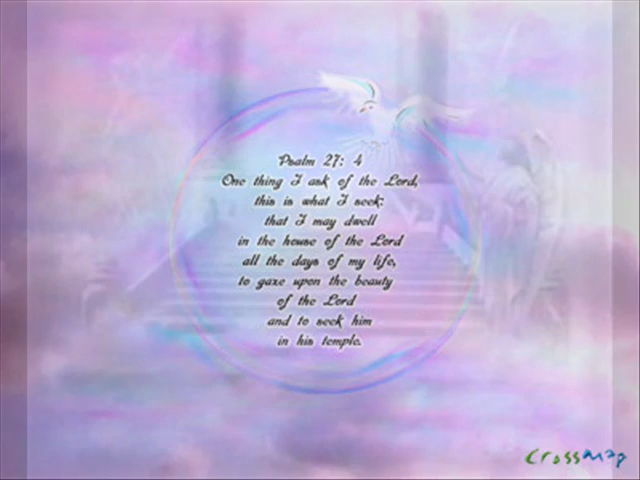 Psalm 27: 4
One thing I ask of the Lord,
this is what I seek:
that I may dwell
in the house of the Lord
all the days of my life,
to gaze upon the beauty
of the Lord
and to seek him
in his temple.
crossmap